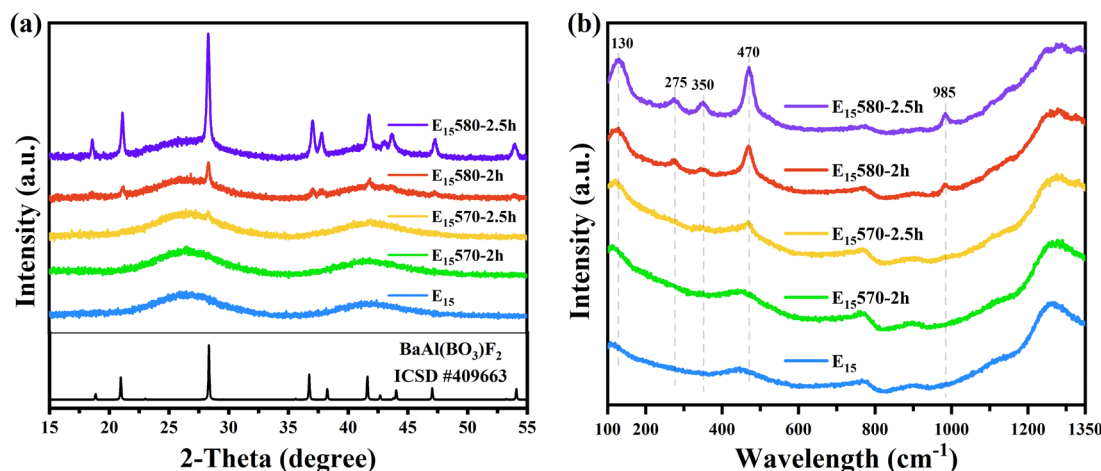 (a)
Intensity (a.u.)
E15580-2.5h
E15580-2h
E15570-2.5h
E15570-2h
E15
BaAl(BO3)F2
ICSD #409663
15 20 25 30 35 40 45 50 55
2-Theta (degree)
(b)
Intensity (a.u.)
130
275
350
470
985
E15580-2.5h
E15580-2h
E15570-2.5h
E15570-2h
E15
100 200 400 600 800 1000 1200 1350
Wavelength (cm-1)